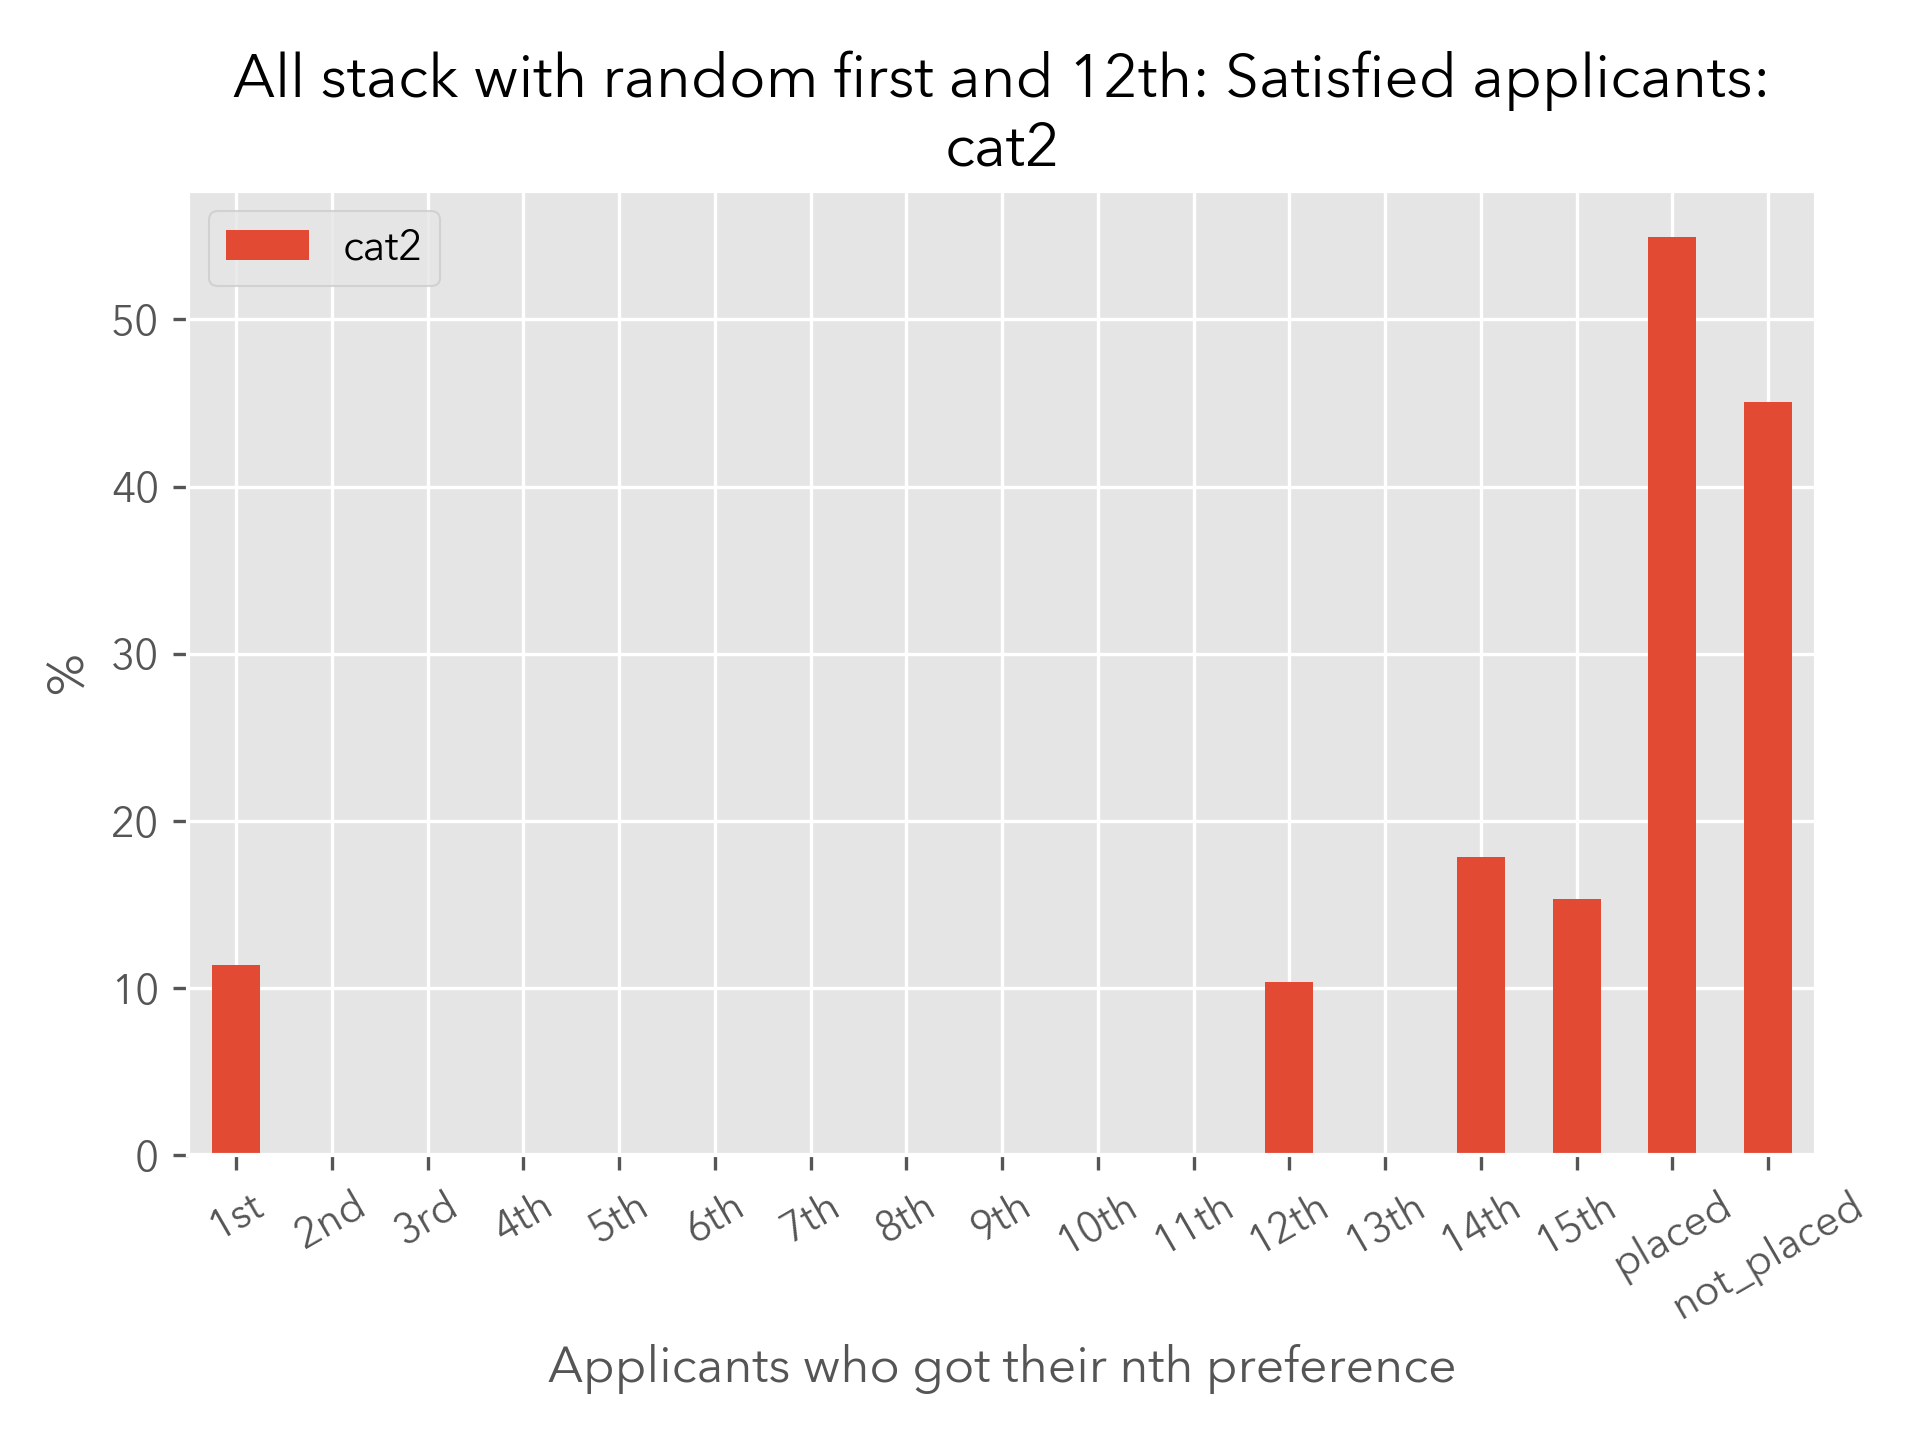 All stack with random first and 12th: Satisfied applicants:
cat2
cat2
50
40
30
20
10
0
%
1st 2nd 3rd 4th 5th 6th 7th 8th 9th 10th 11th 12th 13th 14th 15th placed not_placed
Applicants who got their nth preference